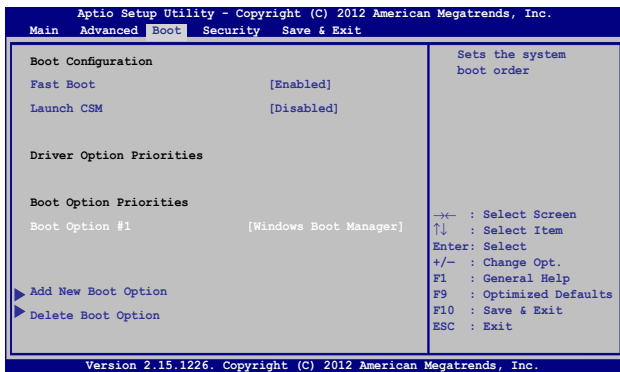 Aptio Setup Utility - Copyright (C) 2012 American Megatrends, Inc.
Main Advanced Boot Security Save & Exit
Boot Configuration
Fast Boot [Enabled]
Launch CSM [Disabled]
Driver Option Priorities
Boot Option Priorities
Boot Option #1 [Windows Boot Manager]
Add New Boot Option
Delete Boot Option
Sets the system
boot order
→← : Select Screen
↑↓ : Select Item
Enter: Select
+/— : Change Opt.
F1 : General Help
F9 : Optimized Defaults
F10 : Save & Exit
ESC : Exit
Version 2.15.1226. Copyright (C) 2012 American Megatrends, Inc.